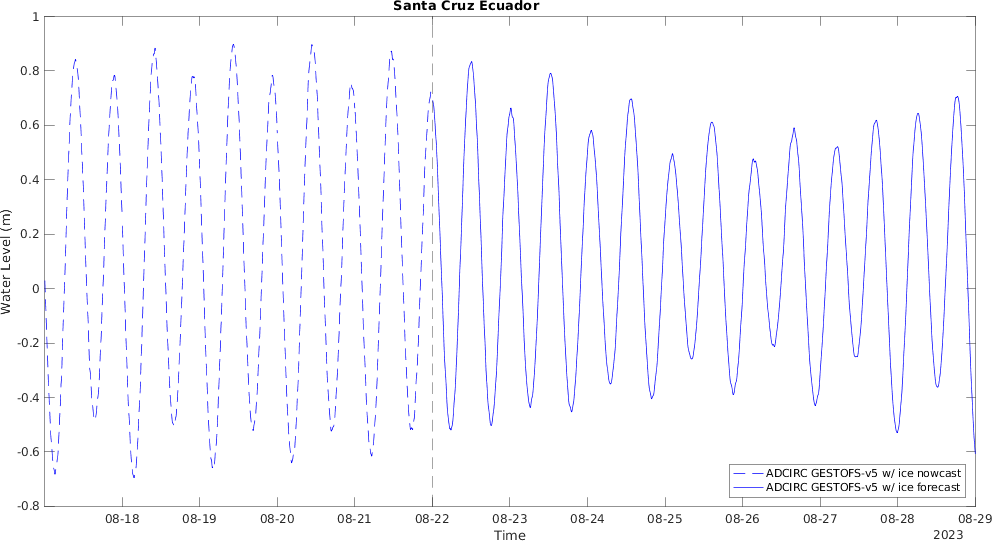 Santa Cruz Ecuador
1
0.8
0.6
0.4
0.2
0
-0.2
-0.4
-0.6
-0.8
Water Level (m)
ADCIRC GESTOFS-v5 w/ ice nowcast
ADCIRC GESTOFS-v5 w/ ice forecast
08-18 08-19 08-20 08-21 08-22 08-23 08-24 08-25 08-26 08-27 08-28 08-29
Time
2023